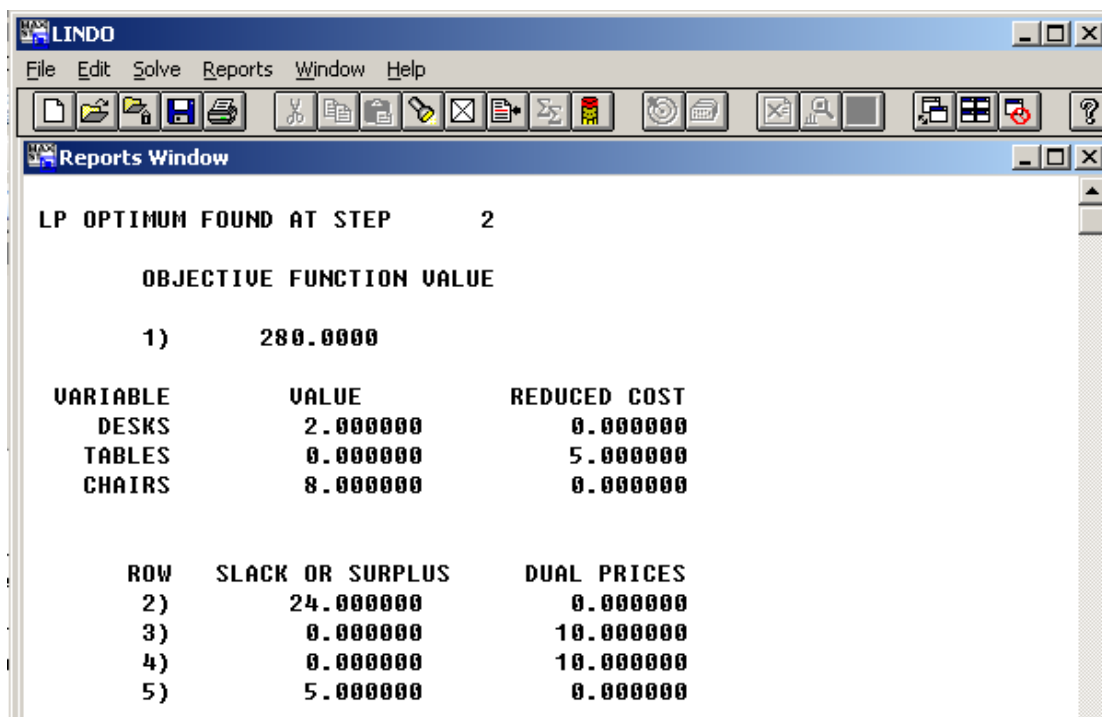 LINDO
File Edit Solve Reports Window Help
Reports Window
LP OPTIMUM FOUND AT STEP 2
OBJECTIVE FUNCTION VALUE
1) 280.0000
VARIABLE VALUE REDUCED COST
DESKS 2.000000 0.000000
TABLES 0.000000 5.000000
CHAIRS 8.000000 0.000000
ROW SLACK OR SURPLUS DUAL PRICES
2) 24.000000 0.000000
3) 0.000000 10.000000
4) 0.000000 10.000000
5) 5.000000 0.000000